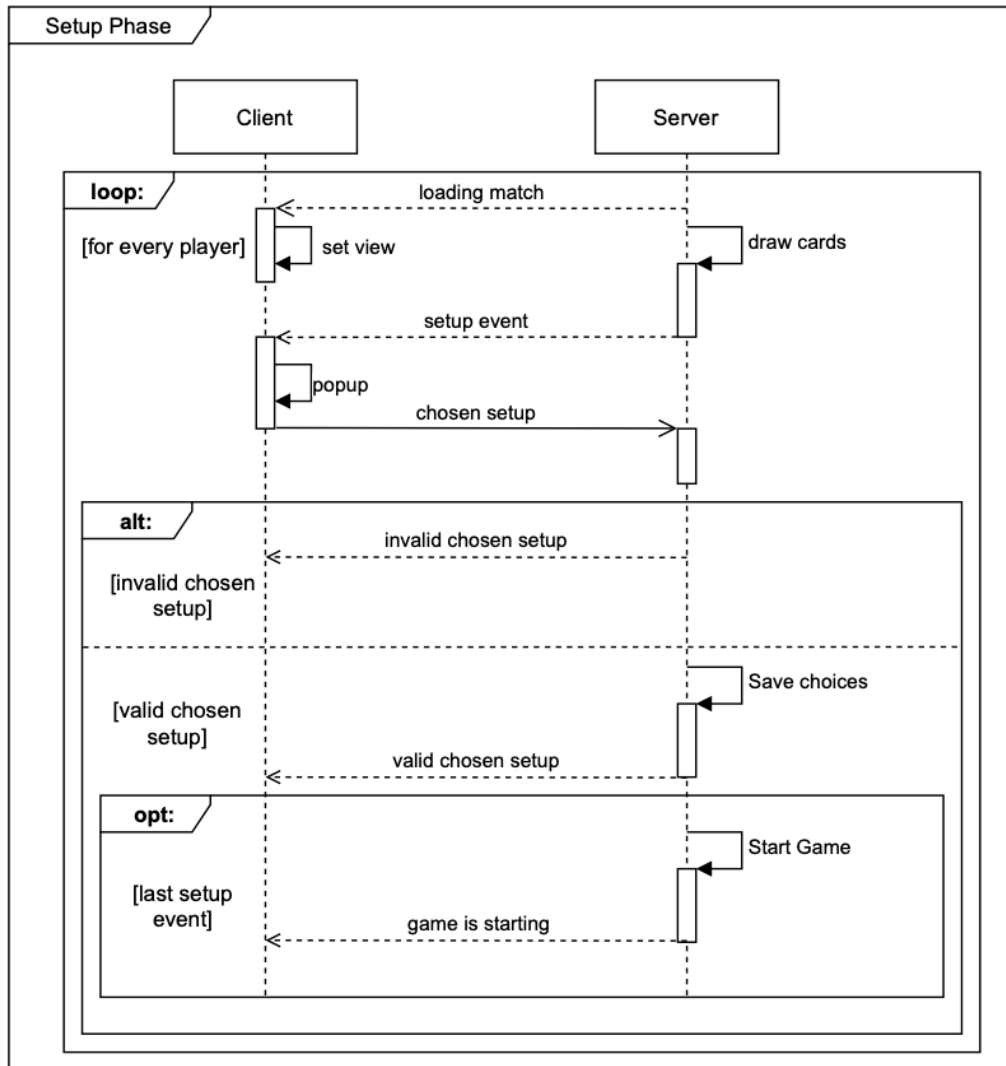 Setup Phase
Client
Server
loop:
loading match
[for every player]
set view
draw cards
setup event
popup
chosen setup
alt:
invalid chosen setup
[invalid chosen
setup]
Save choices
[valid chosen
setup]
valid chosen setup
opt:
Start Game
[last setup
event]
game is starting